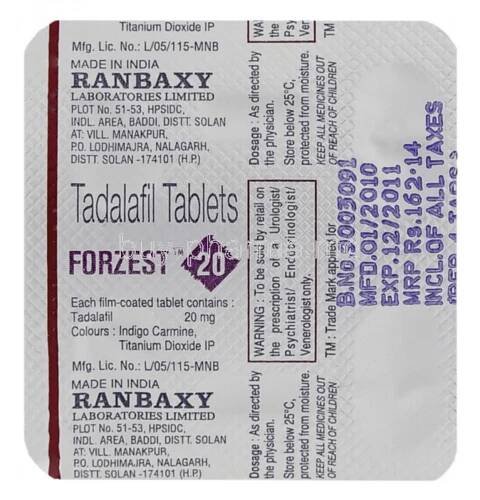 Titanium Dioxide IP
Mfg. Lic. No.: L/05/115-MNB
MADE IN INDIA
RANBAXY
LABORATORIES LIMITED
PLOT No. 51-53, HPSIDC,
INDL. AREA, BADDI, DISTT. SOLAN
AT: VILL. MANAKPUR,
P.O. LODHIMAJRA, NALAGARH,
DISTT. SOLAN -174101 (H.P.)
Tadalafil Tablets
FORZEST™ 20
Each film-coated tablet contains :
Tadalafil 20 mg
Colours : Indigo Carmine,
Titanium Dioxide IP
Mfg. Lic. No.: L/05/115-MNB
MADE IN INDIA
RANBAXY
LABORATORIES LIMITED
PLOT No. 51-53, HPSIDC,
INDL. AREA, BADDI, DISTT. SOLAN
AT: VILL. MANAKPUR,
P.O. LODHIMAJRA, NALAGARH,
DISTT. SOLAN -174101 (H.P.)
WARNING
the pres
Psychiatr
Venerolo
TM :
Dosage : As directed by
the physician.
Store below 25°C,
protected from moisture.
KEEP ALL MEDICINES OUT
OF REACH OF CHILDREN
WARNING : To be sold by retail on
the prescription of a Urologist/
Psychiatrist/ Endocrinologist/
Venerologist only.
TM : Trade Mark applied for
Dosage : As directed by
the physician.
Store below 25°C,
protected from moisture.
KEEP ALL MEDICINES OUT
OF REACH OF CHILDREN
MFD.01/2010
EXP.12/2011
MRP Rs.162.14
INCL.OF ALL TAXES